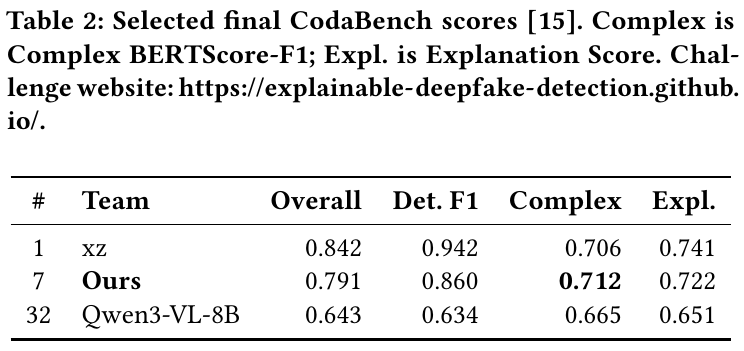 Table 2: Selected final CodaBench scores [15]. Complex is
Complex BERTScore-F1; Expl. is Explanation Score. Chal-
lenge website: https://explainable-deepfake-detection.github.
io/.
# Team Overall Det. F1 Complex Expl.
1 xz 0.842 0.942 0.706 0.741
7 Ours 0.791 0.860 0.712 0.722
32 Qwen3-VL-8B 0.643 0.634 0.665 0.651